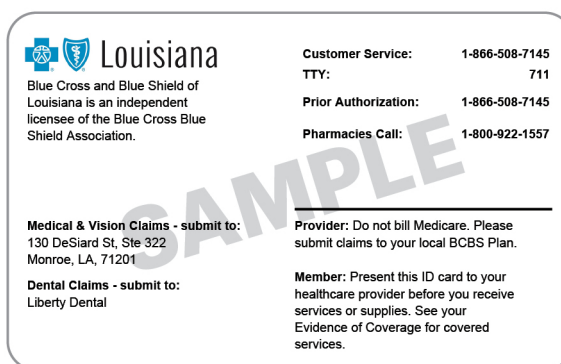 Louisiana
Blue Cross and Blue Shield of
Louisiana is an independent
licensee of the Blue Cross Blue
Shield Association.
Customer Service: 1-866-508-7145
TTY: 711
Prior Authorization: 1-866-508-7145
Pharmacies Call: 1-800-922-1557
SAMPLE
Medical & Vision Claims - submit to:
130 DeSiard St, Ste 322
Monroe, LA, 71201
Dental Claims - submit to:
Liberty Dental
Provider: Do not bill Medicare. Please
submit claims to your local BCBS Plan.
Member: Present this ID card to your
healthcare provider before you receive
services or supplies. See your
Evidence of Coverage for covered
services.